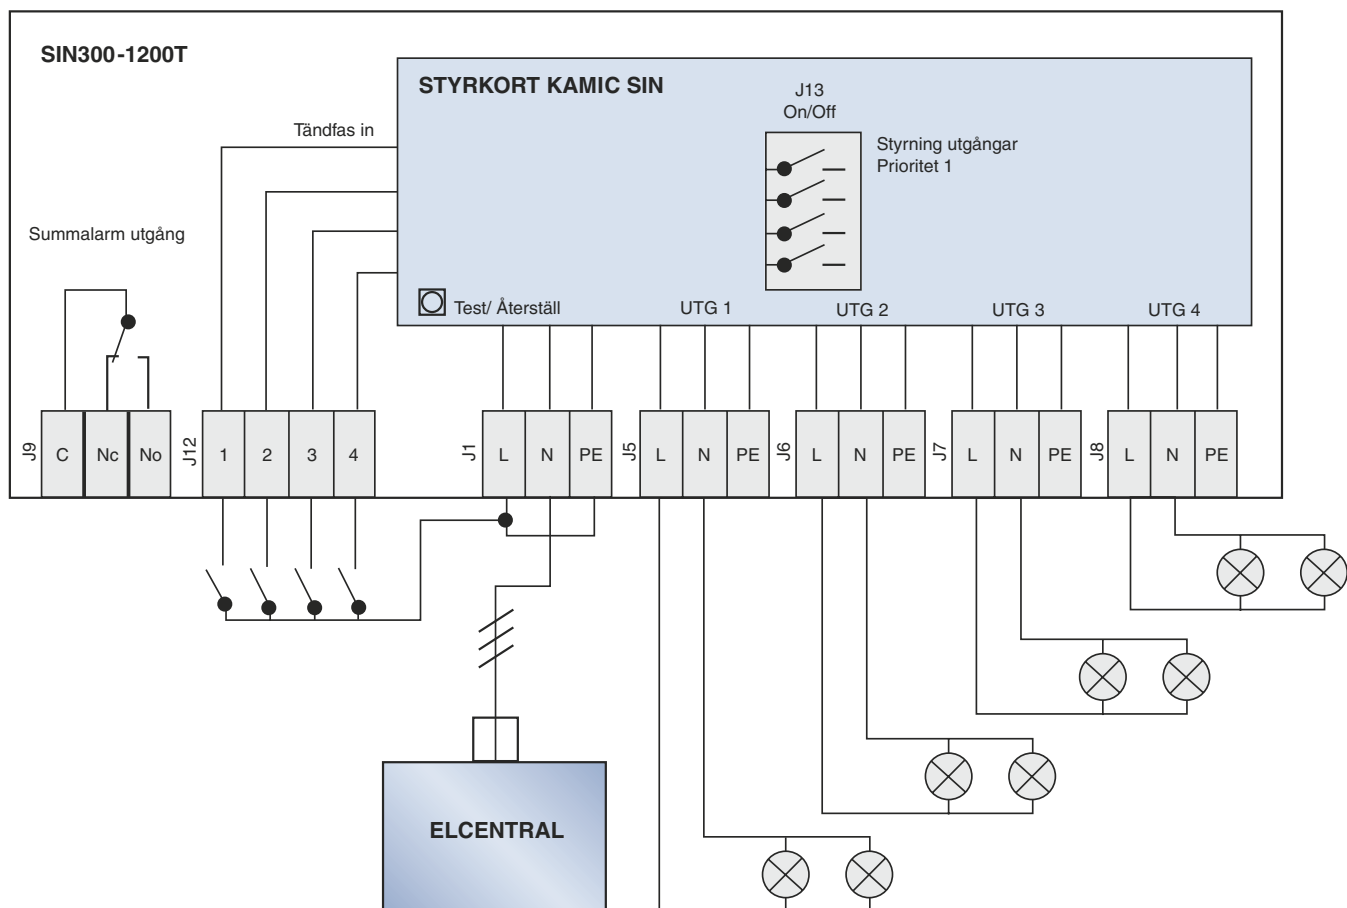 SIN300-1200T
STYRKORT KAMIC SIN
J13
On/Off
Tändfas in
Styrning utgångar
Prioritet 1
Summalarm utgång
Test/ Återställ
UTG 1
UTG 2
UTG 3
UTG 4
J9
C
Nc
No
J12
1
2
3
4
J1
L
N
PE
J5
L
N
PE
J6
L
N
PE
J7
L
N
PE
J8
L
N
PE
ELCENTRAL